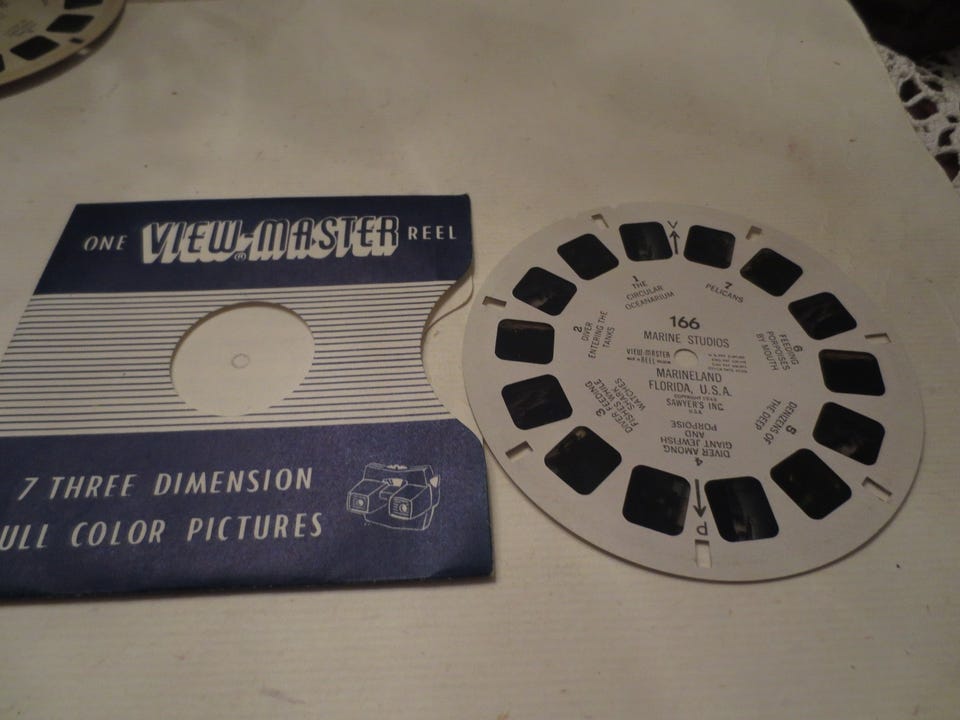 ONE VIEW-MASTER® REEL
7 THREE DIMENSION
ULL COLOR PICTURES
V
1
THE
CIRCULAR
OCEANARIUM
7
PELICANS
2
DIVER
ENTERING THE
TANKS
6
FEEDING
PORPOISES
BY MOUTH
166
MARINE STUDIOS
VIEW-MASTER
REEL
MARINELAND
FLORIDA, U.S.A.
COPYRIGHT
SAWYER'S INC.
3
DIVER FEEDING
FISHES WHILE
SHARK
WATCHES
5
DENIZENS OF
THE DEEP
4
DIVER AMONG
GIANT JEWFISH
AND
PORPOISE
P